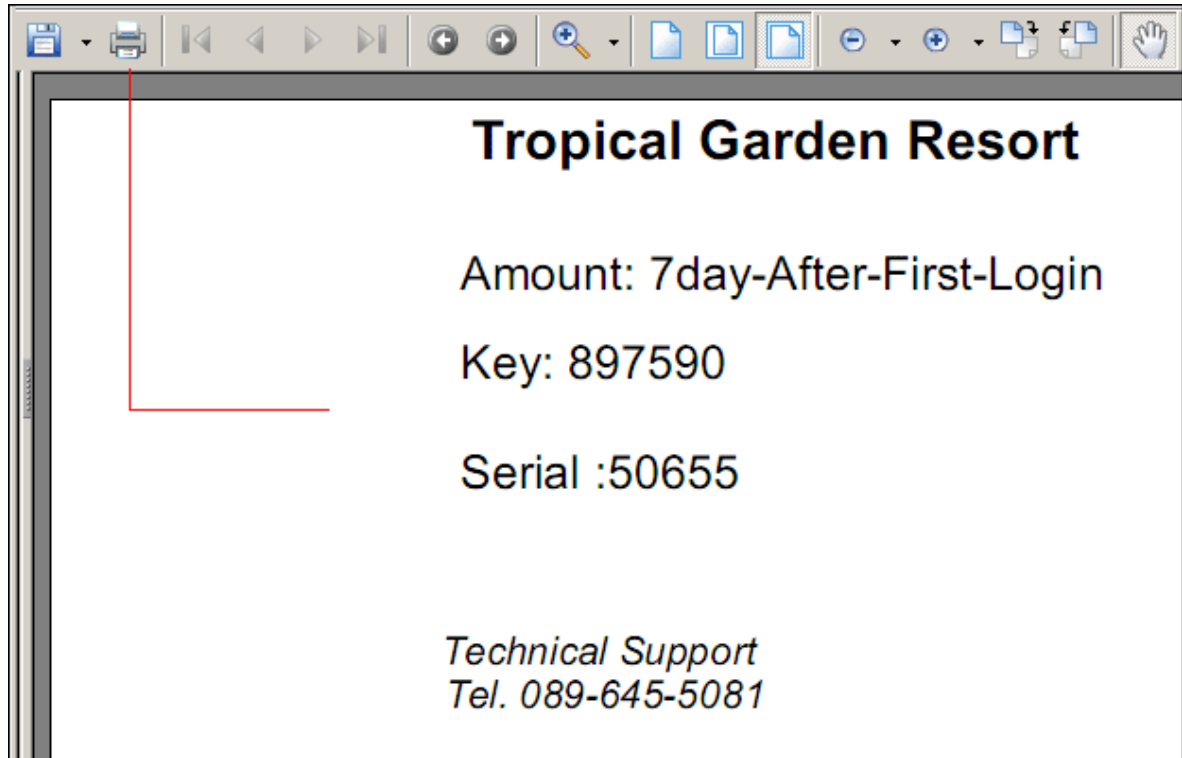 Tropical Garden Resort
Amount: 7day-After-First-Login
Key: 897590
Serial :50655
Technical Support
Tel. 089-645-5081